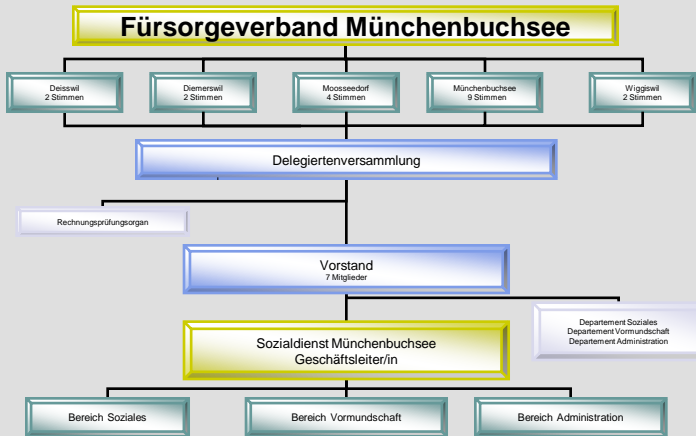 Fürsorgeverband Münchenbuchsee
Deisswil
2 Stimmen
Diemerswil
2 Stimmen
Moosseedorf
4 Stimmen
Münchenbuchsee
9 Stimmen
Wiggiswil
2 Stimmen
Delegiertenversammlung
Rechnungsprüfungsorgan
Vorstand
7 Mitglieder
Departement Soziales
Departement Vormundschaft
Departement Administration
Sozialdienst Münchenbuchsee
Geschäftsleiter/in
Bereich Soziales
Bereich Vormundschaft
Bereich Administration